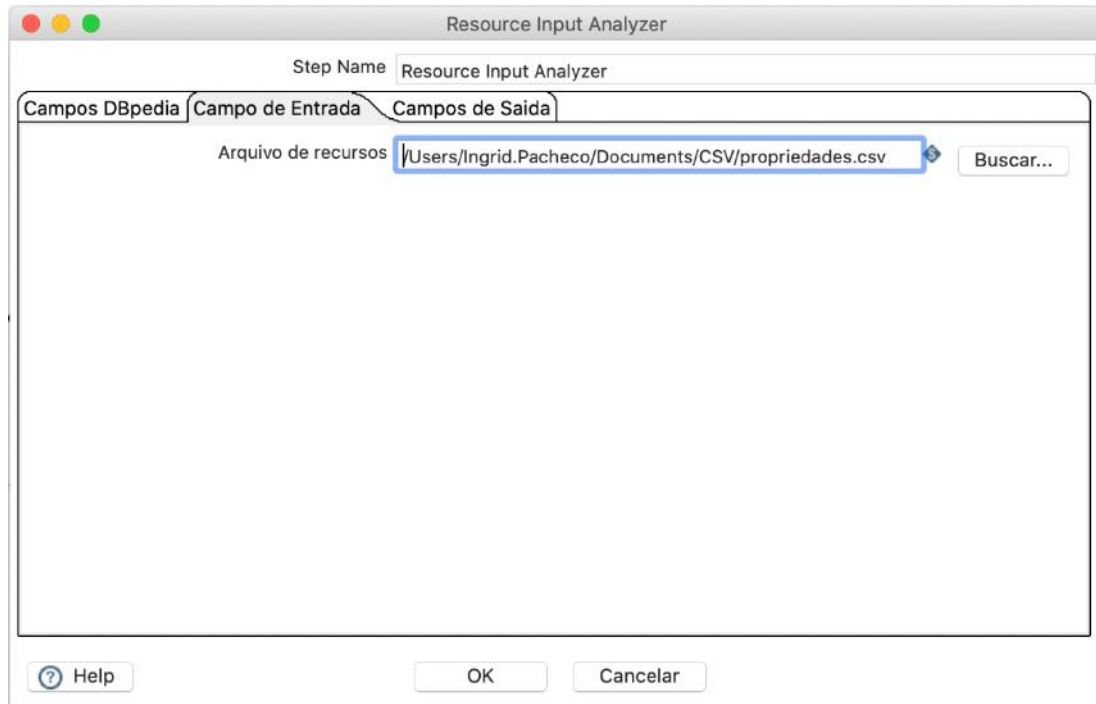 Resource Input Analyzer
Step Name Resource Input Analyzer
Campos DBpedia Campo de Entrada Campos de Saida
Arquivo de recursos /Users/Ingrid.Pacheco/Documents/CSV/propriedades.csv S Buscar...
? Help OK Cancelar